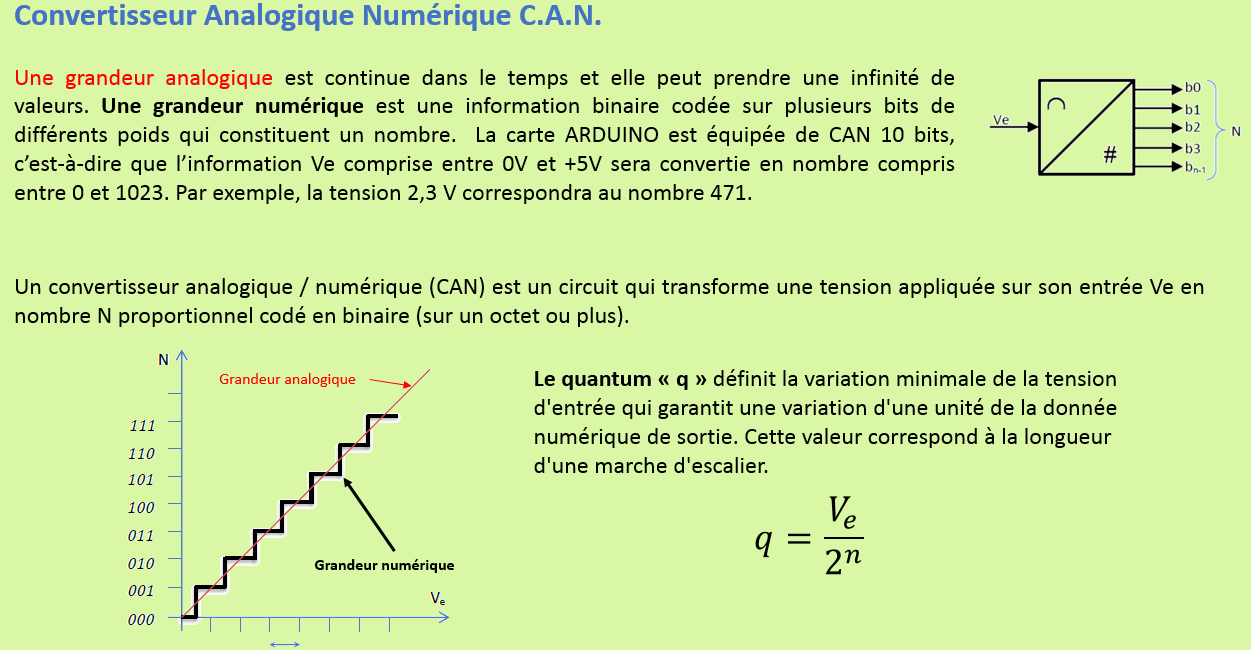 Convertisseur Analogique Numérique C.A.N.
Une grandeur analogique est continue dans le temps et elle peut prendre une infinité de
valeurs. Une grandeur numérique est une information binaire codée sur plusieurs bits de
différents poids qui constituent un nombre. La carte ARDUINO est équipée de CAN 10 bits,
c'est-à-dire que l'information Ve comprise entre 0V et +5V sera convertie en nombre compris
entre 0 et 1023. Par exemple, la tension 2,3 V correspondra au nombre 471.
Ve
#
b0
b1
b2
b3
bn-1
N
Un convertisseur analogique / numérique (CAN) est un circuit qui transforme une tension appliquée sur son entrée Ve en
nombre N proportionnel codé en binaire (sur un octet ou plus).
N
Grandeur analogique
111
110
101
100
011
010
001
000
Grandeur numérique
Ve
Le quantum « q » définit la variation minimale de la tension
d'entrée qui garantit une variation d'une unité de la donnée
numérique de sortie. Cette valeur correspond à la longueur
d'une marche d'escalier.
q = Ve / 2^n